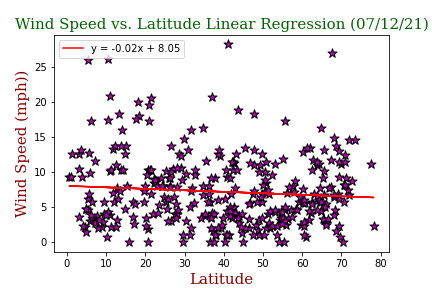 Wind Speed vs. Latitude Linear Regression (07/12/21)
y = -0.02x + 8.05
Wind Speed (mph))
25
20
15
10
5
0
0 10 20 30 40 50 60 70 80
Latitude